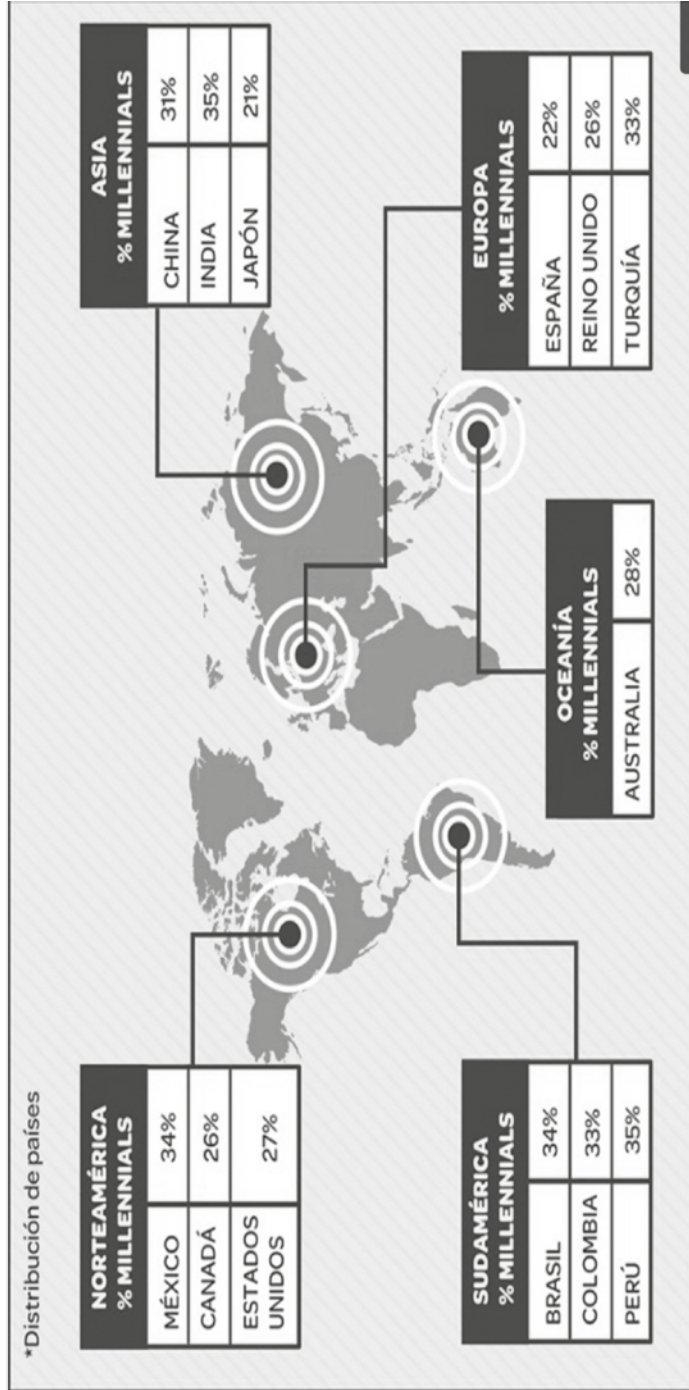 *Distribución de países
NORTEAMÉRICA
% MILLENNIALS
MÉXICO 34%
CANADÁ 26%
ESTADOS
UNIDOS 27%
ASIA
% MILLENNIALS
CHINA 31%
INDIA 35%
JAPÓN 21%
SUDAMÉRICA
% MILLENNIALS
BRASIL 34%
COLOMBIA 33%
PERÚ 35%
OCEANÍA
% MILLENNIALS
AUSTRALIA 28%
EUROPA
% MILLENNIALS
ESPAÑA 22%
REINO UNIDO 26%
TURQUÍA 33%